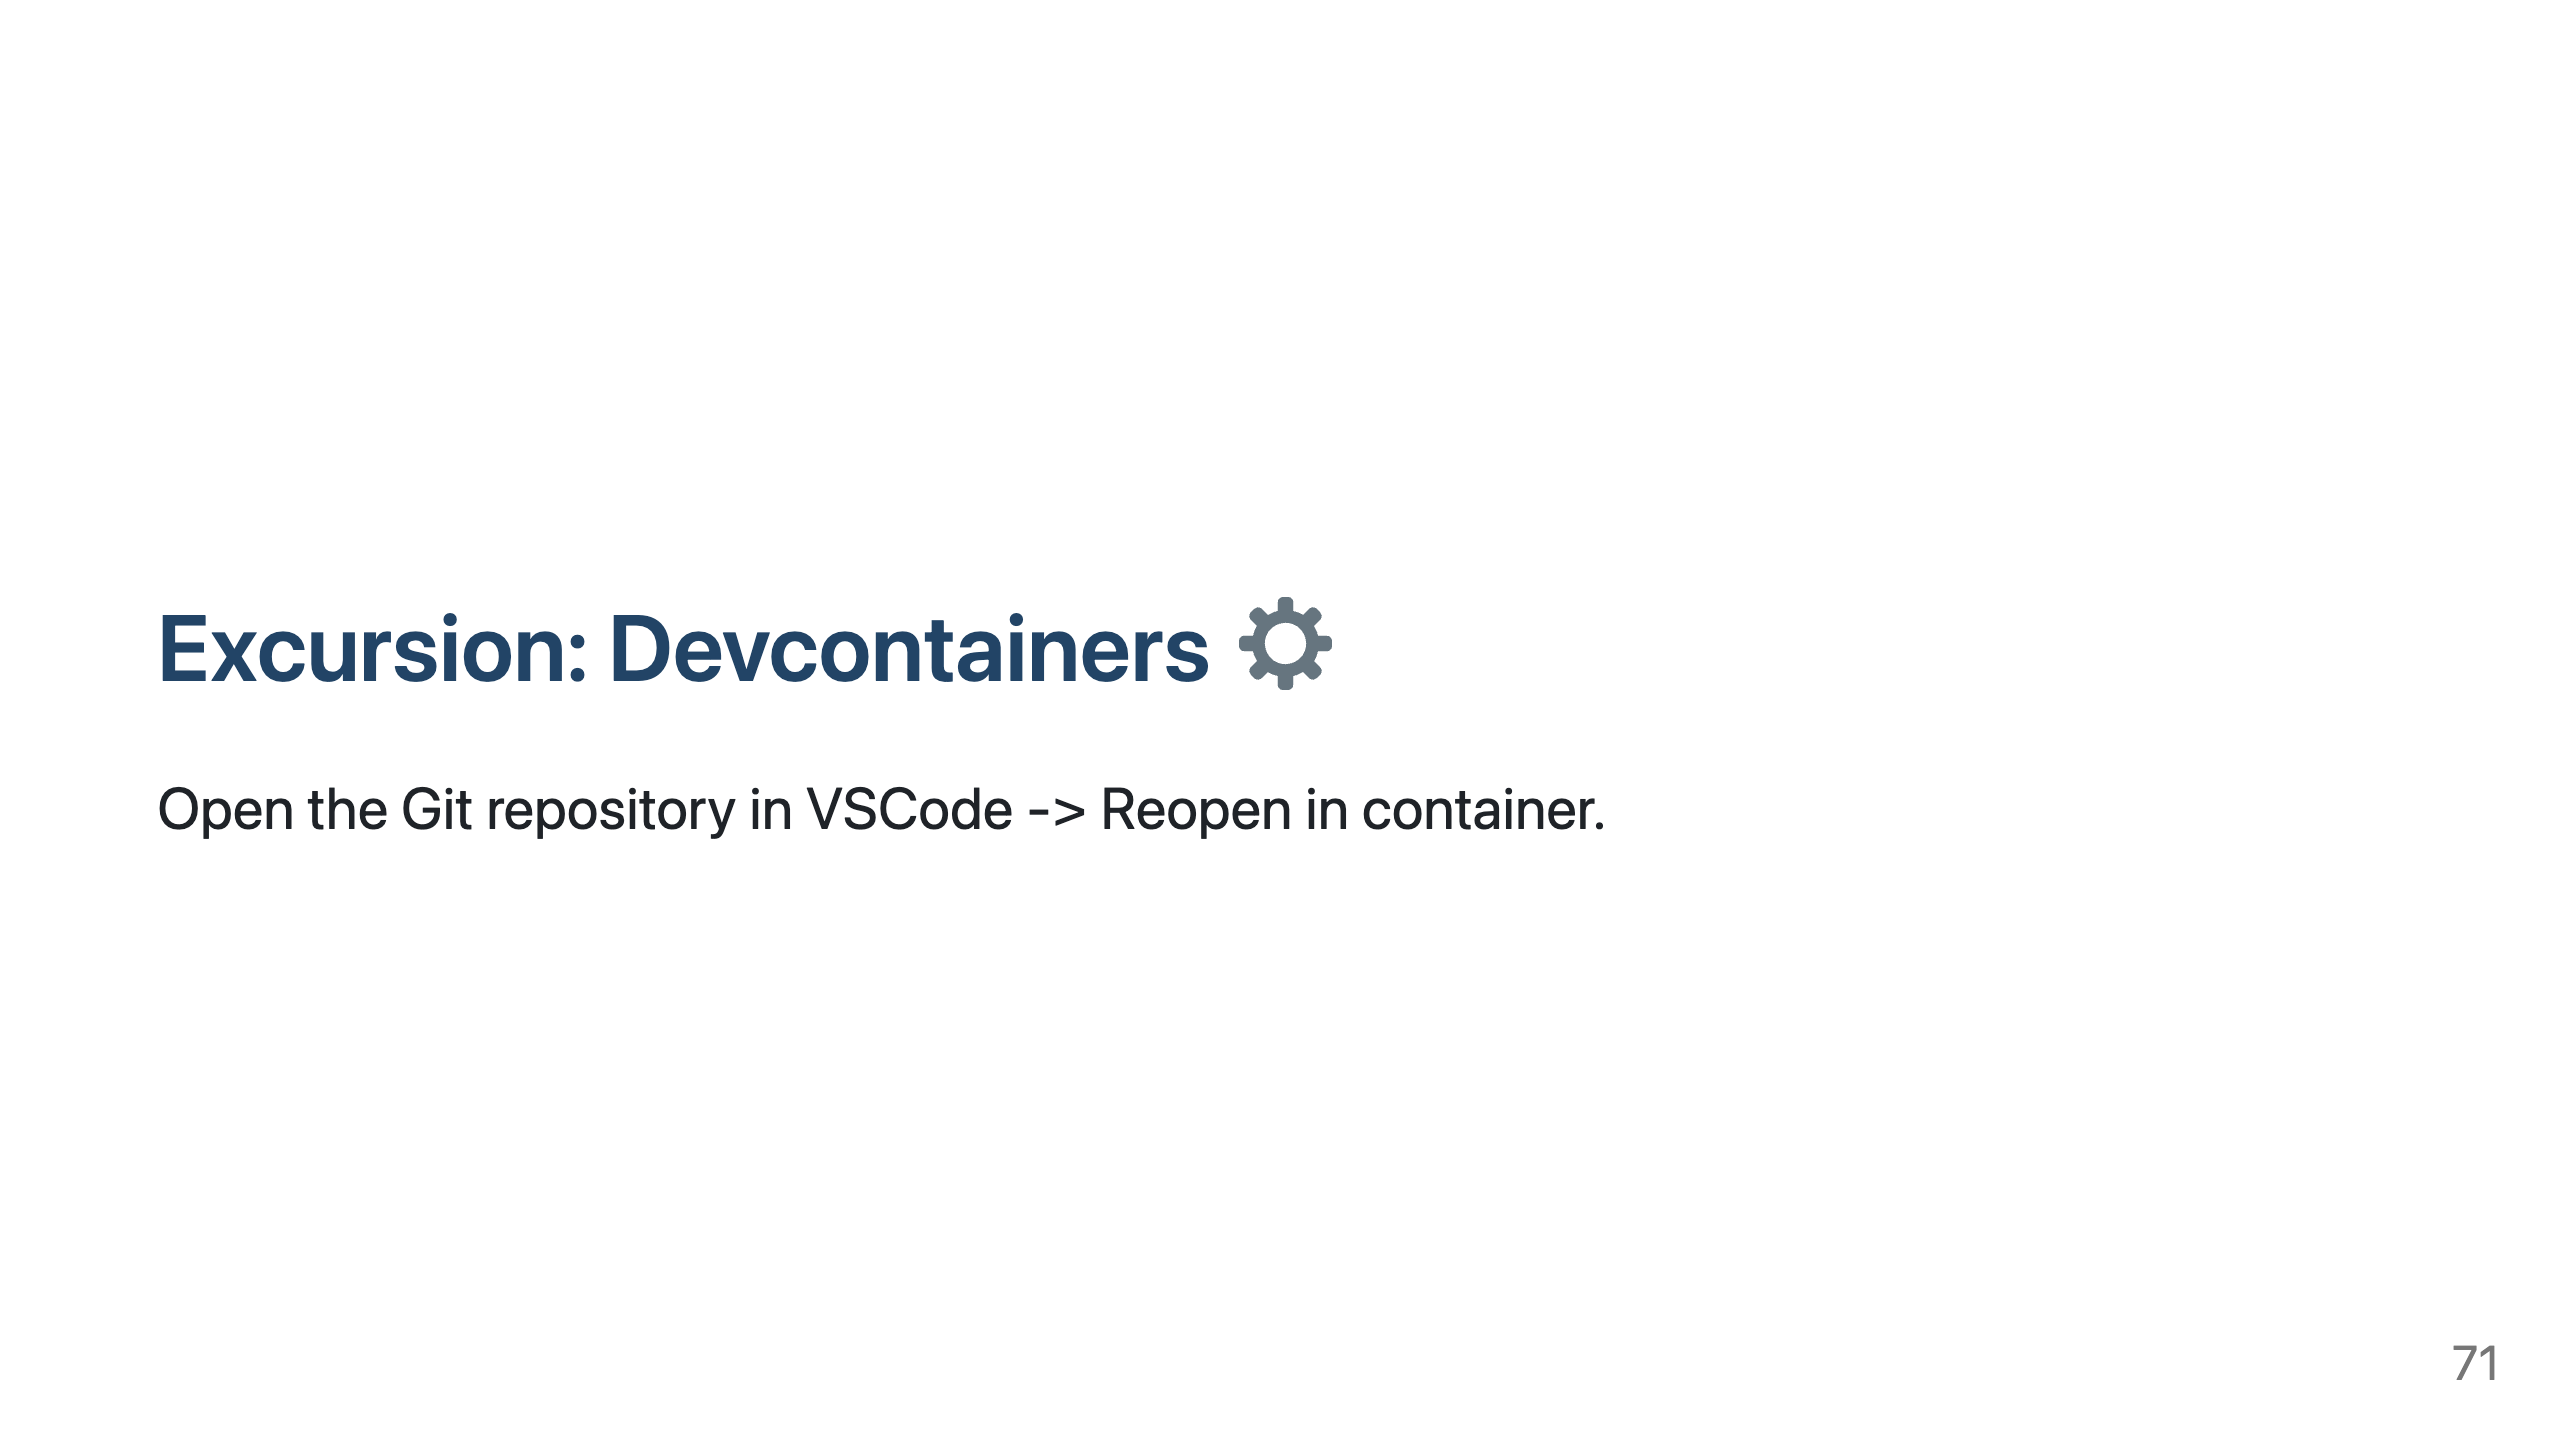 Excursion: Devcontainers
Open the Git repository in VSCode -> Reopen in container.
71